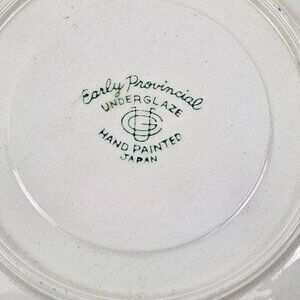 Early Provincial
UNDERGLAZE
HAND PAINTED
JAPAN